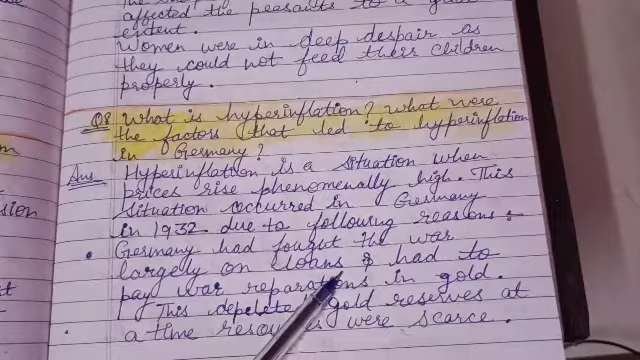 affected the peasants to a great
extent.
Women were in deep despair as
they could not feed their children
properly.
Q8 What is hyperinflation? what were
the factors that led to hyperinflation
in Germany?
Ans Hyperinflation is a situation when
prices rise phenomenally high. This
situation occurred in Germany
in 1932 due to following reasons:
• Germany had fought the war
largely on loans & had to
pay war reparations in gold.
This depleted gold reserves at
a time were scarce.
sion